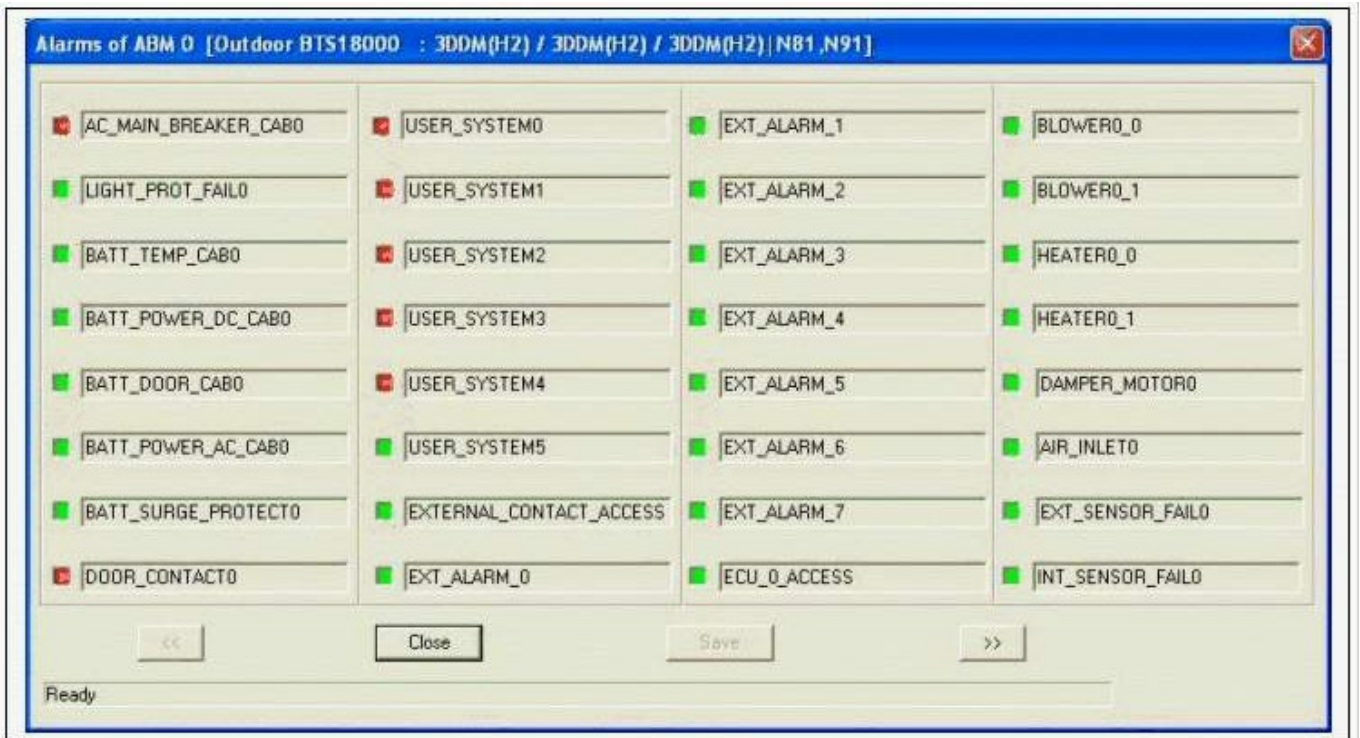 Alarms of ABM 0 [Outdoor BTS18000 : 3DDM(H2) / 3DDM(H2) / 3DDM(H2)|N81,N91]
AC_MAIN_BREAKER_CAB0 USER_SYSTEM0 EXT_ALARM_1 BLOWER0_0
LIGHT_PROT_FAIL0 USER_SYSTEM1 EXT_ALARM_2 BLOWER0_1
BATT_TEMP_CAB0 USER_SYSTEM2 EXT_ALARM_3 HEATER0_0
BATT_POWER_DC_CAB0 USER_SYSTEM3 EXT_ALARM_4 HEATER0_1
BATT_DOOR_CAB0 USER_SYSTEM4 EXT_ALARM_5 DAMPER_MOTOR0
BATT_POWER_AC_CAB0 USER_SYSTEM5 EXT_ALARM_6 AIR_INLET0
BATT_SURGE_PROTECT0 EXTERNAL_CONTACT_ACCESS EXT_ALARM_7 EXT_SENSOR_FAIL0
DOOR_CONTACT0 EXT_ALARM_0 ECU_0_ACCESS INT_SENSOR_FAIL0
<< Close Save >>
Ready